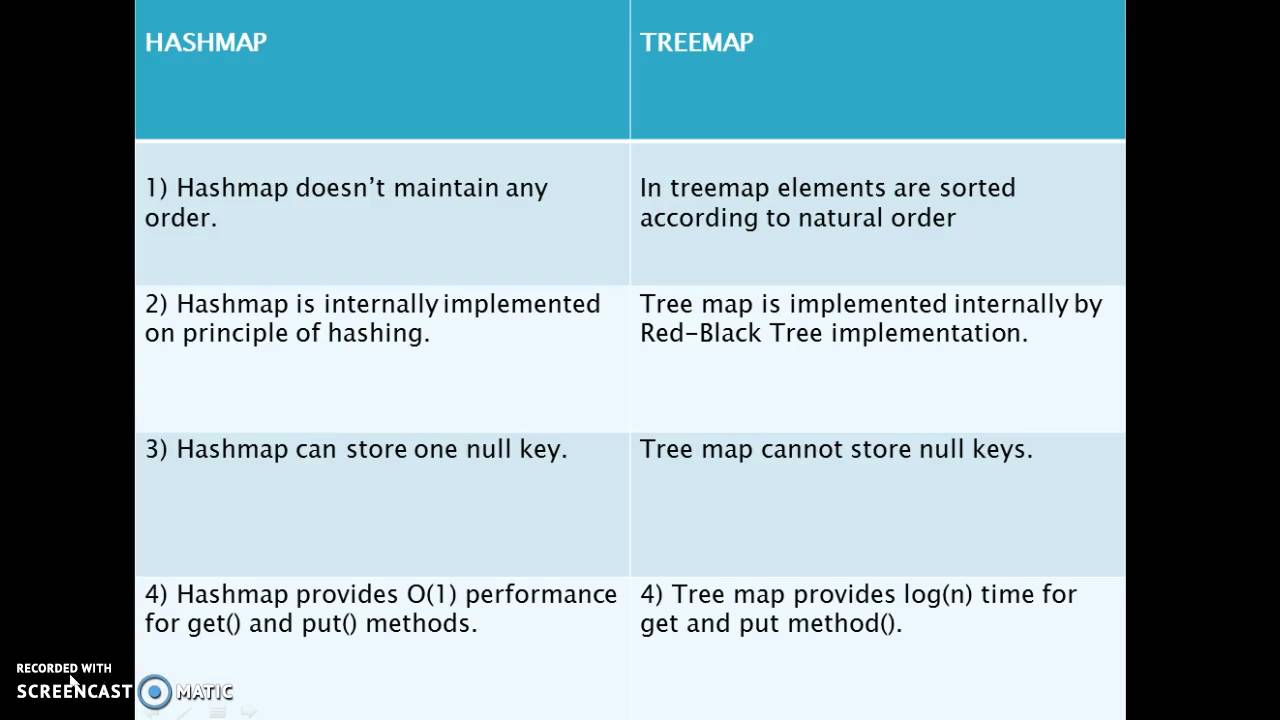 HASHMAP
TREEMAP
1) Hashmap doesn't maintain any
order.
In treemap elements are sorted
according to natural order
2) Hashmap is internally implemented
on principle of hashing.
Tree map is implemented internally by
Red-Black Tree implementation.
3) Hashmap can store one null key.
Tree map cannot store null keys.
4) Hashmap provides O(1) performance
for get() and put() methods.
4) Tree map provides log(n) time for
get and put method().
RECORDED WITH
SCREENCAST MATIC